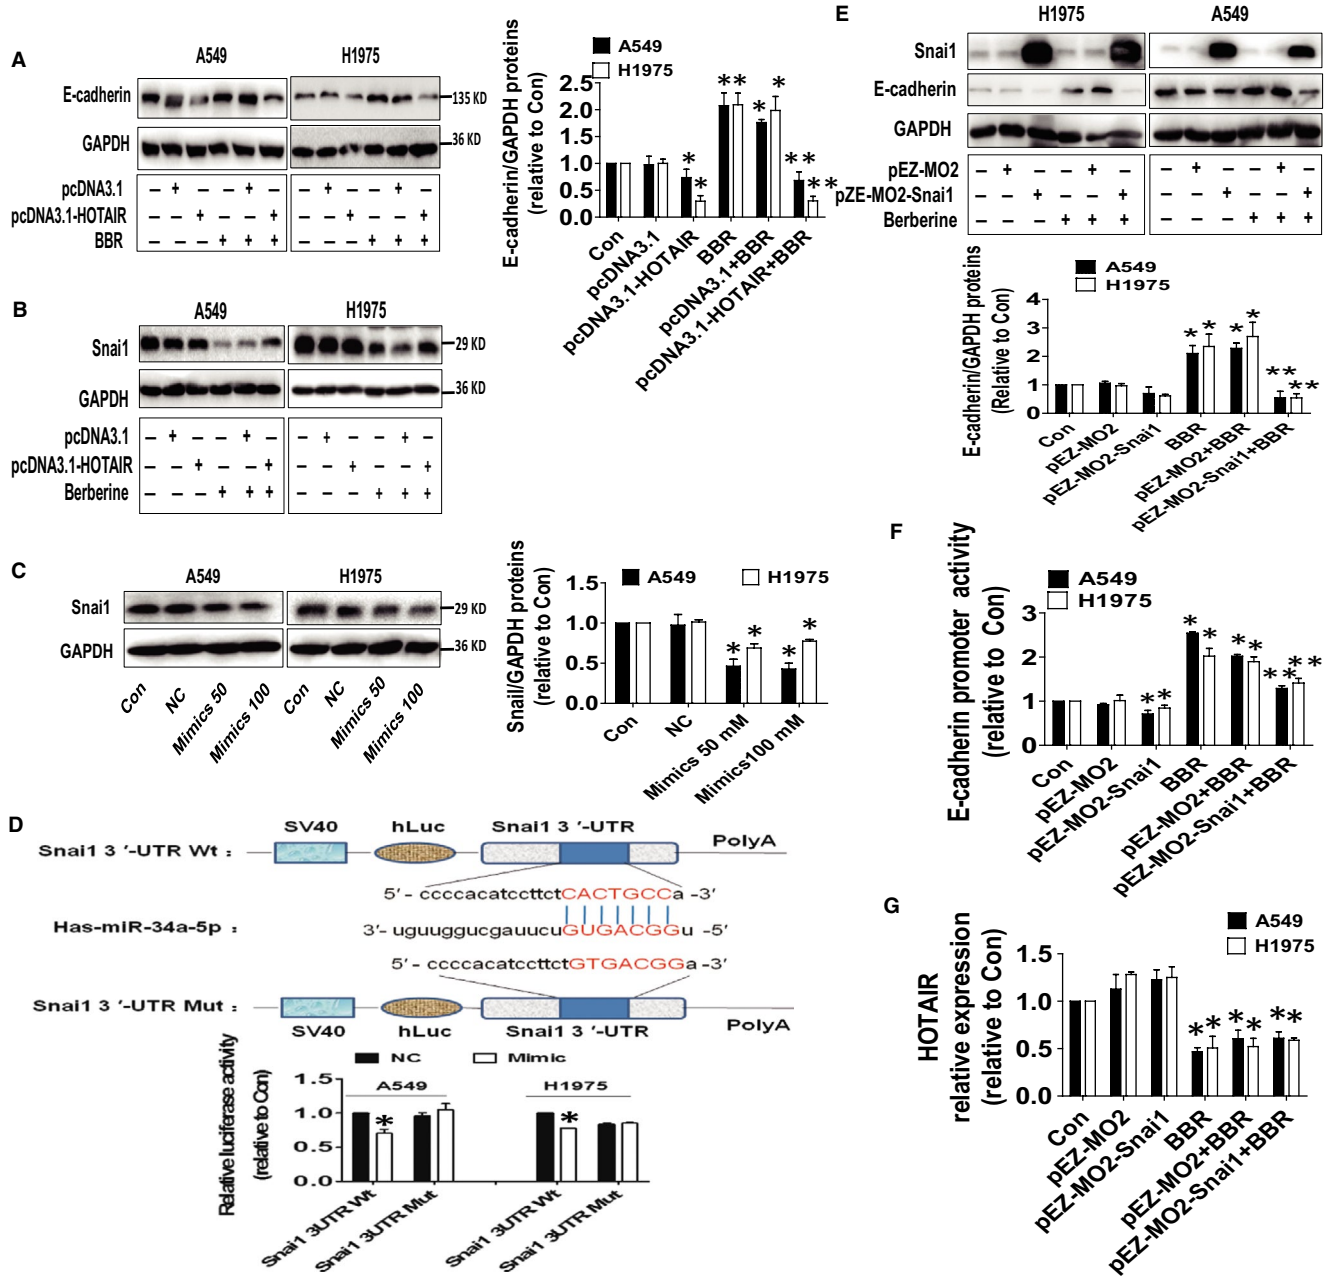 A
A549
H1975
E-cadherin
135 KD
GAPDH
36 KD
pcDNA3.1
– + – – + – – + – – + –
pcDNA3.1-HOTAIR
– – + – – + – – + – – +
BBR
– – – + + + – – – + + +
E-cadherin/GAPDH proteins
(relative to Con)
A549
H1975
2.5
2.0
1.5
1.0
0.5
0.0
* * ** * * ** **
Con
pcDNA3.1
pcDNA3.1-HOTAIR
BBR
pcDNA3.1+BBR
pcDNA3.1-HOTAIR+BBR
B
A549
H1975
Snai1
29 KD
GAPDH
36 KD
pcDNA3.1
– + – – + – – + – – + –
pcDNA3.1-HOTAIR
– – + – – + – – + – – +
Berberine
– – – + + + – – – + + +
C
A549
H1975
Snai1
29 KD
GAPDH
36 KD
Con
NC
Mimics 50
Mimics 100
Con
NC
Mimics 50
Mimics 100
Snail/GAPDH proteins
(relative to Con)
A549
H1975
1.5
1.0
0.5
0.0
* * * *
Con
NC
Mimics 50 mM
Mimics100 mM
D
SV40
hLuc
Snai1 3 ′-UTR
Snai1 3 ′-UTR Wt :
PolyA
5′- ccccacatccttctCACTGCCa -3′
Has-miR-34a-5p :
3′- uguuggucgauucuGUGACGGu -5′
5′- ccccacatccttctGTGACGGa -3′
Snai1 3 ′-UTR Mut :
SV40
hLuc
Snai1 3 ′-UTR
PolyA
Relative luciferase activity
(relative to Con)
NC
Mimic
A549
H1975
1.5
1.0
0.5
0.0
* *
Snai1 3UTR Wt
Snai1 3UTR Mut
Snai1 3UTR Wt
Snai1 3UTR Mut
E
H1975
A549
Snai1
E-cadherin
GAPDH
pEZ-MO2
– + – – + – – + – – + –
pZE-MO2-Snai1
– – + – – + – – + – – +
Berberine
– – – + + + – – – + + +
A549
H1975
E-cadherin/GAPDH proteins
(Relative to Con)
4
3
2
1
0
* * * * ** **
Con
pEZ-MO2
pEZ-MO2-Snai1
BBR
pEZ-MO2+BBR
pEZ-MO2-Snai1+BBR
F
E-cadherin promoter activity
(relative to Con)
A549
H1975
3
2
1
0
* * * * * * ** **
Con
pEZ-MO2
pEZ-MO2-Snai1
BBR
pEZ-MO2+BBR
pEZ-MO2-Snai1+BBR
G
HOTAIR
relative expression
(relative to Con)
A549
H1975
1.5
1.0
0.5
0.0
* * * * * *
Con
pEZ-MO2
pEZ-MO2-Snai1
BBR
pEZ-MO2+BBR
pEZ-MO2-Snai1+BBR